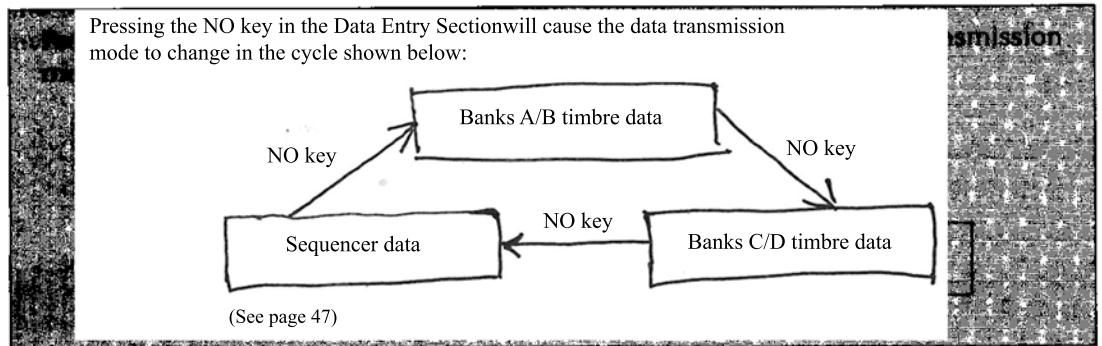 Pressing the NO key in the Data Entry Sectionwill cause the data transmission
smission
mode to change in the cycle shown below:
Banks A/B timbre data
NO key
NO key
NO key
Sequencer data
Banks C/D timbre data
(See page 47)